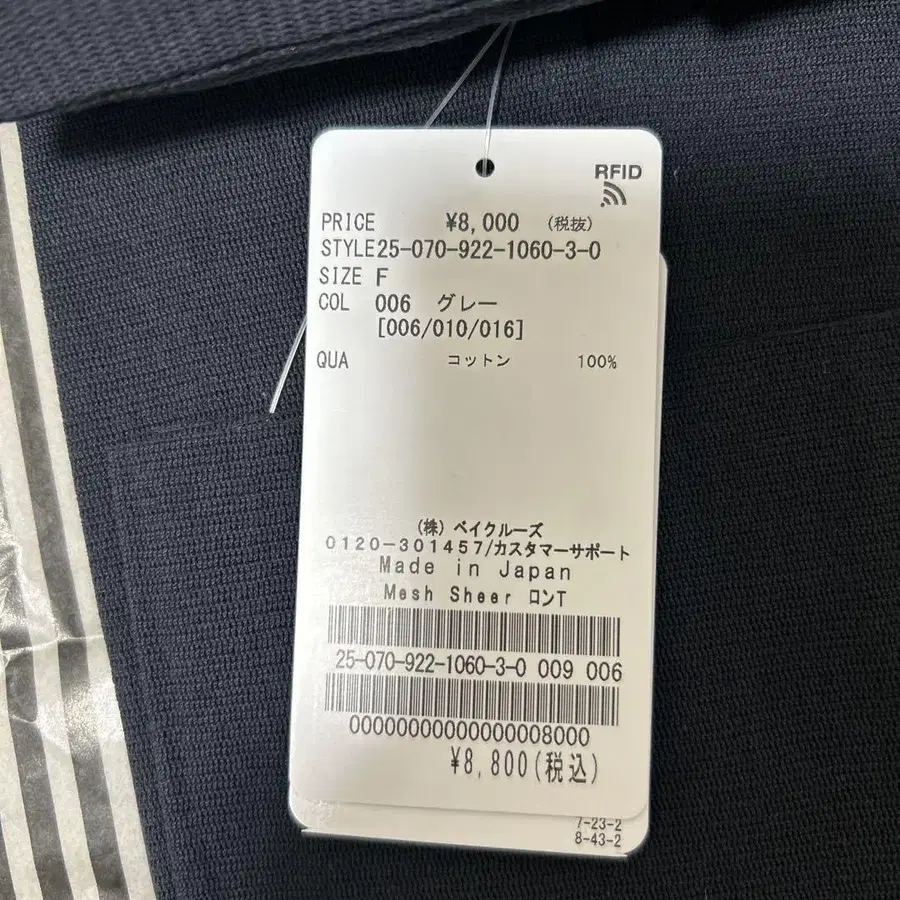 RFID
PRICE ¥8,000 (税抜)
STYLE25-070-922-1060-3-0
SIZE F
COL 006 グレー
[006/010/016]
QUA コットン 100%
(株)ベイクルーズ
0120-301457/カスタマーサポート
Made in Japan
Mesh Sheer ロンT
25-070-922-1060-3-0 009 006
00000000000000008000
¥8,800(税込)
7-23-2
8-43-2